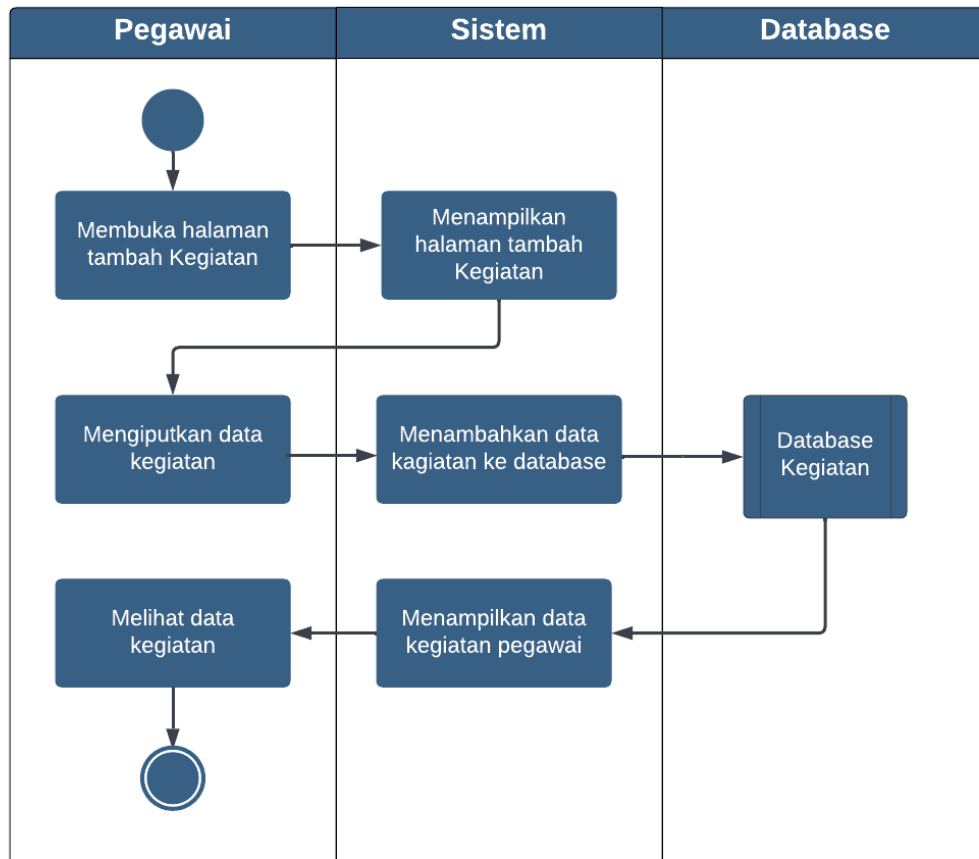 Pegawai
Sistem
Database
Membuka halaman
tambah Kegiatan
Menampilkan
halaman tambah
Kegiatan
Mengiputkan data
kegiatan
Menambahkan data
kagiatan ke database
Database
Kegiatan
Melihat data
kegiatan
Menampilkan data
kegiatan pegawai